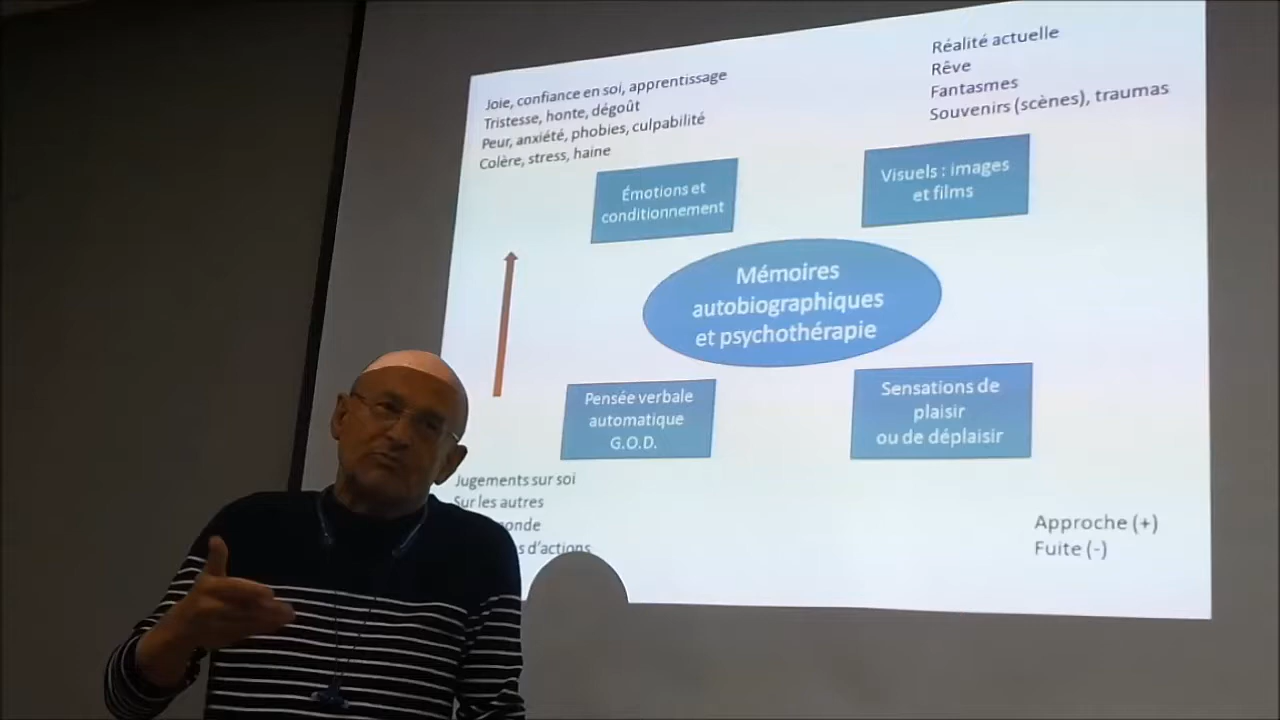 Joie, confiance en soi, apprentissage
Tristesse, honte, dégoût
Peur, anxiété, phobies, culpabilité
Colère, stress, haine
Réalité actuelle
Rêve
Fantasmes
Souvenirs (scènes), traumas
Émotions et
conditionnement
Visuels : images
et films
Mémoires
autobiographiques
et psychothérapie
Pensée verbale
automatique
G.O.D.
Sensations de
plaisir
ou de déplaisir
Jugements sur soi
Sur les autres
d'actions
Approche (+)
Fuite (-)